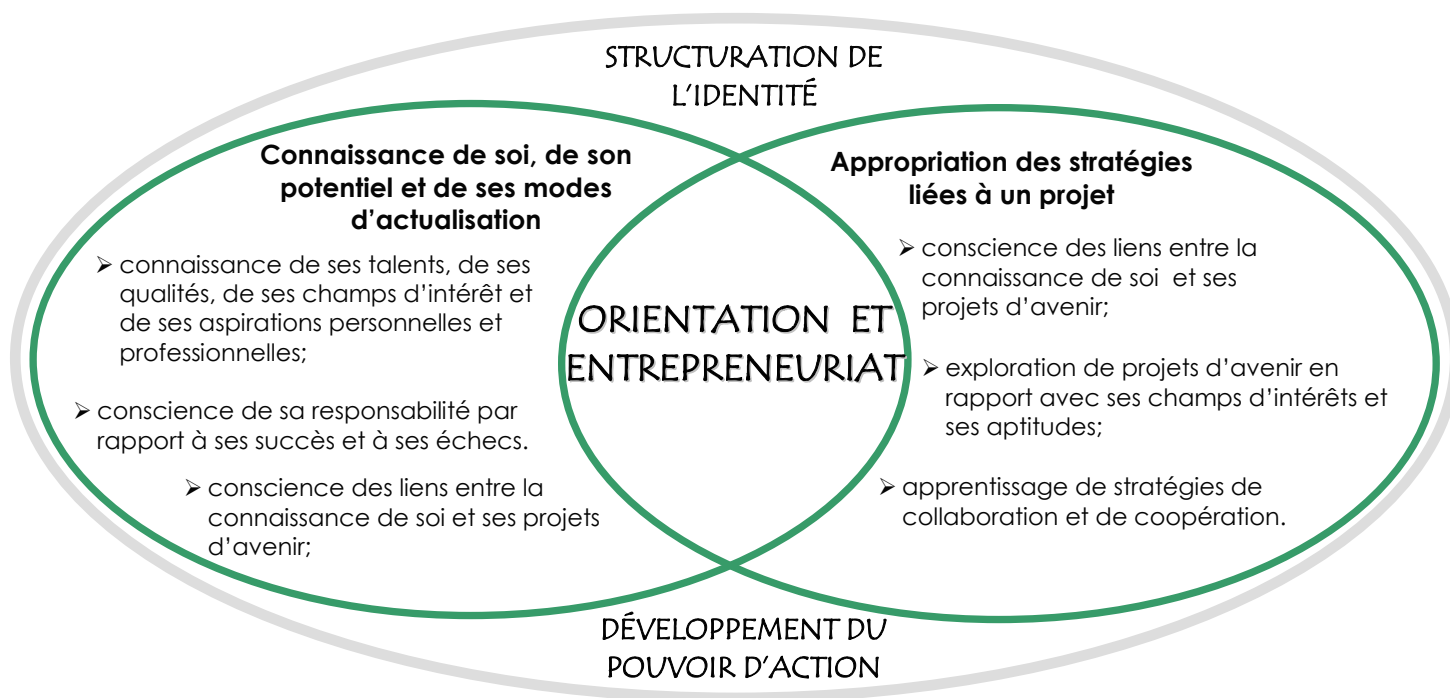 STRUCTURATION DE
L'IDENTITÉ
Connaissance de soi, de son
potentiel et de ses modes
d'actualisation
➢ connaissance de ses talents, de ses
qualités, de ses champs d'intérêt et
de ses aspirations personnelles et
professionnelles;
➢ conscience de sa responsabilité par
rapport à ses succès et à ses échecs.
➢ conscience des liens entre la
connaissance de soi et ses projets
d'avenir;
ORIENTATION ET
ENTREPRENEURIAT
Appropriation des stratégies
liées à un projet
➢ conscience des liens entre la
connaissance de soi et ses
projets d'avenir;
➢ exploration de projets d'avenir en
rapport avec ses champs d'intérêts et
ses aptitudes;
➢ apprentissage de stratégies de
collaboration et de coopération.
DÉVELOPPEMENT DU
POUVOIR D'ACTION